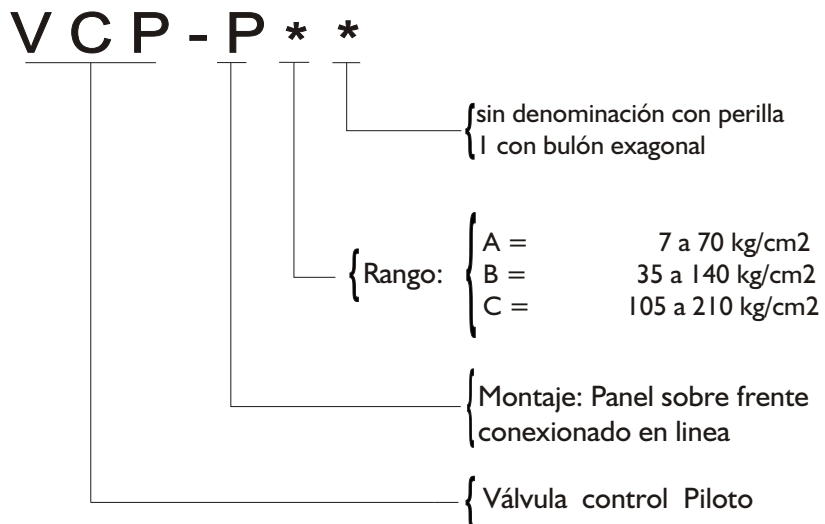 VCP-P**
sin denominación con perilla
1 con bulón exagonal
Rango:
A = 7 a 70 kg/cm2
B = 35 a 140 kg/cm2
C = 105 a 210 kg/cm2
Montaje: Panel sobre frente
conexionado en linea
Válvula control Piloto